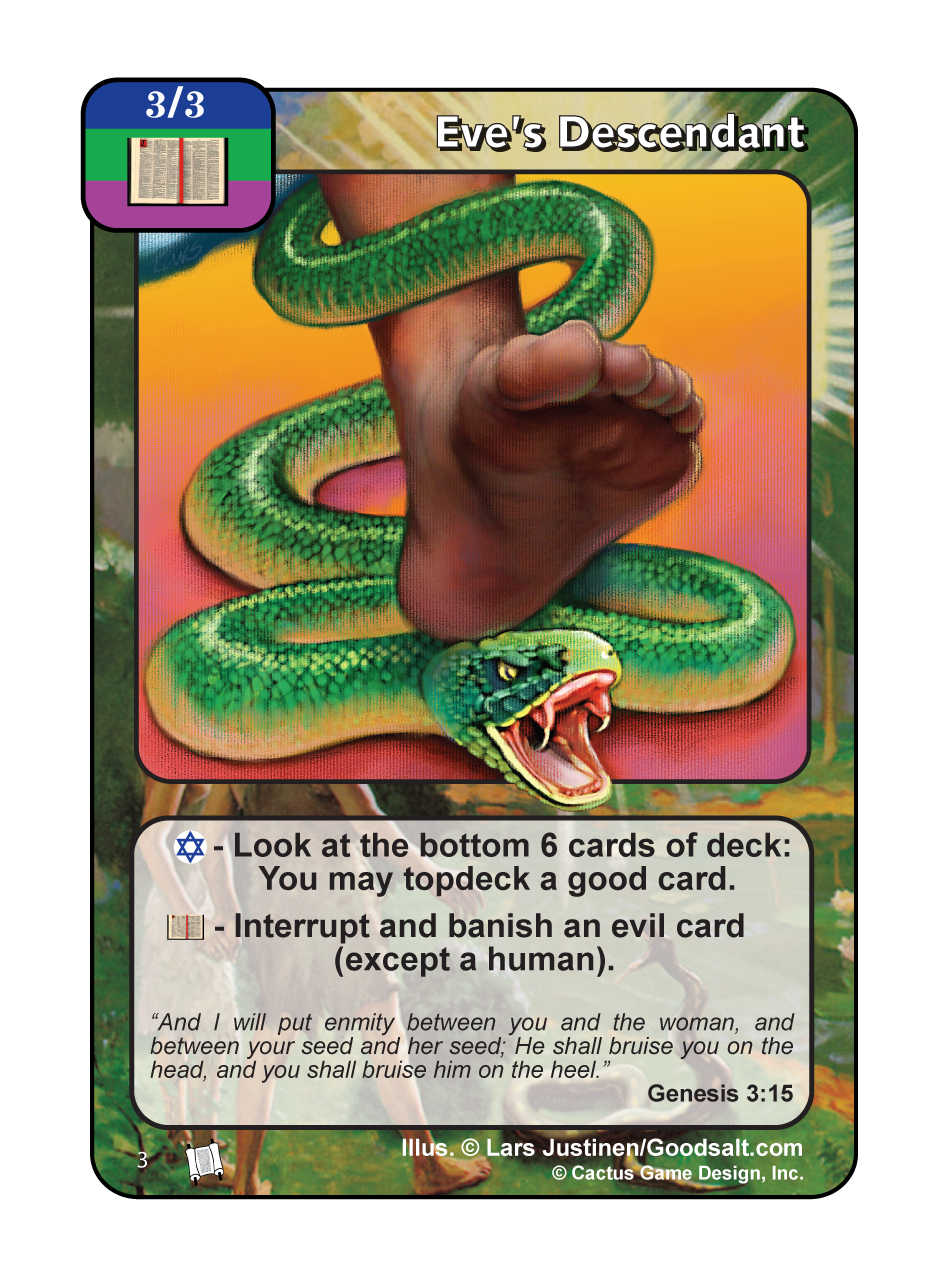 3/3
Eve's Descendant
- Look at the bottom 6 cards of deck:
You may topdeck a good card.
- Interrupt and banish an evil card
(except a human).
“And I will put enmity between you and the woman, and
between your seed and her seed; He shall bruise you on the
head, and you shall bruise him on the heel.”
Genesis 3:15
Illus. © Lars Justinen/Goodsalt.com
3
© Cactus Game Design, Inc.